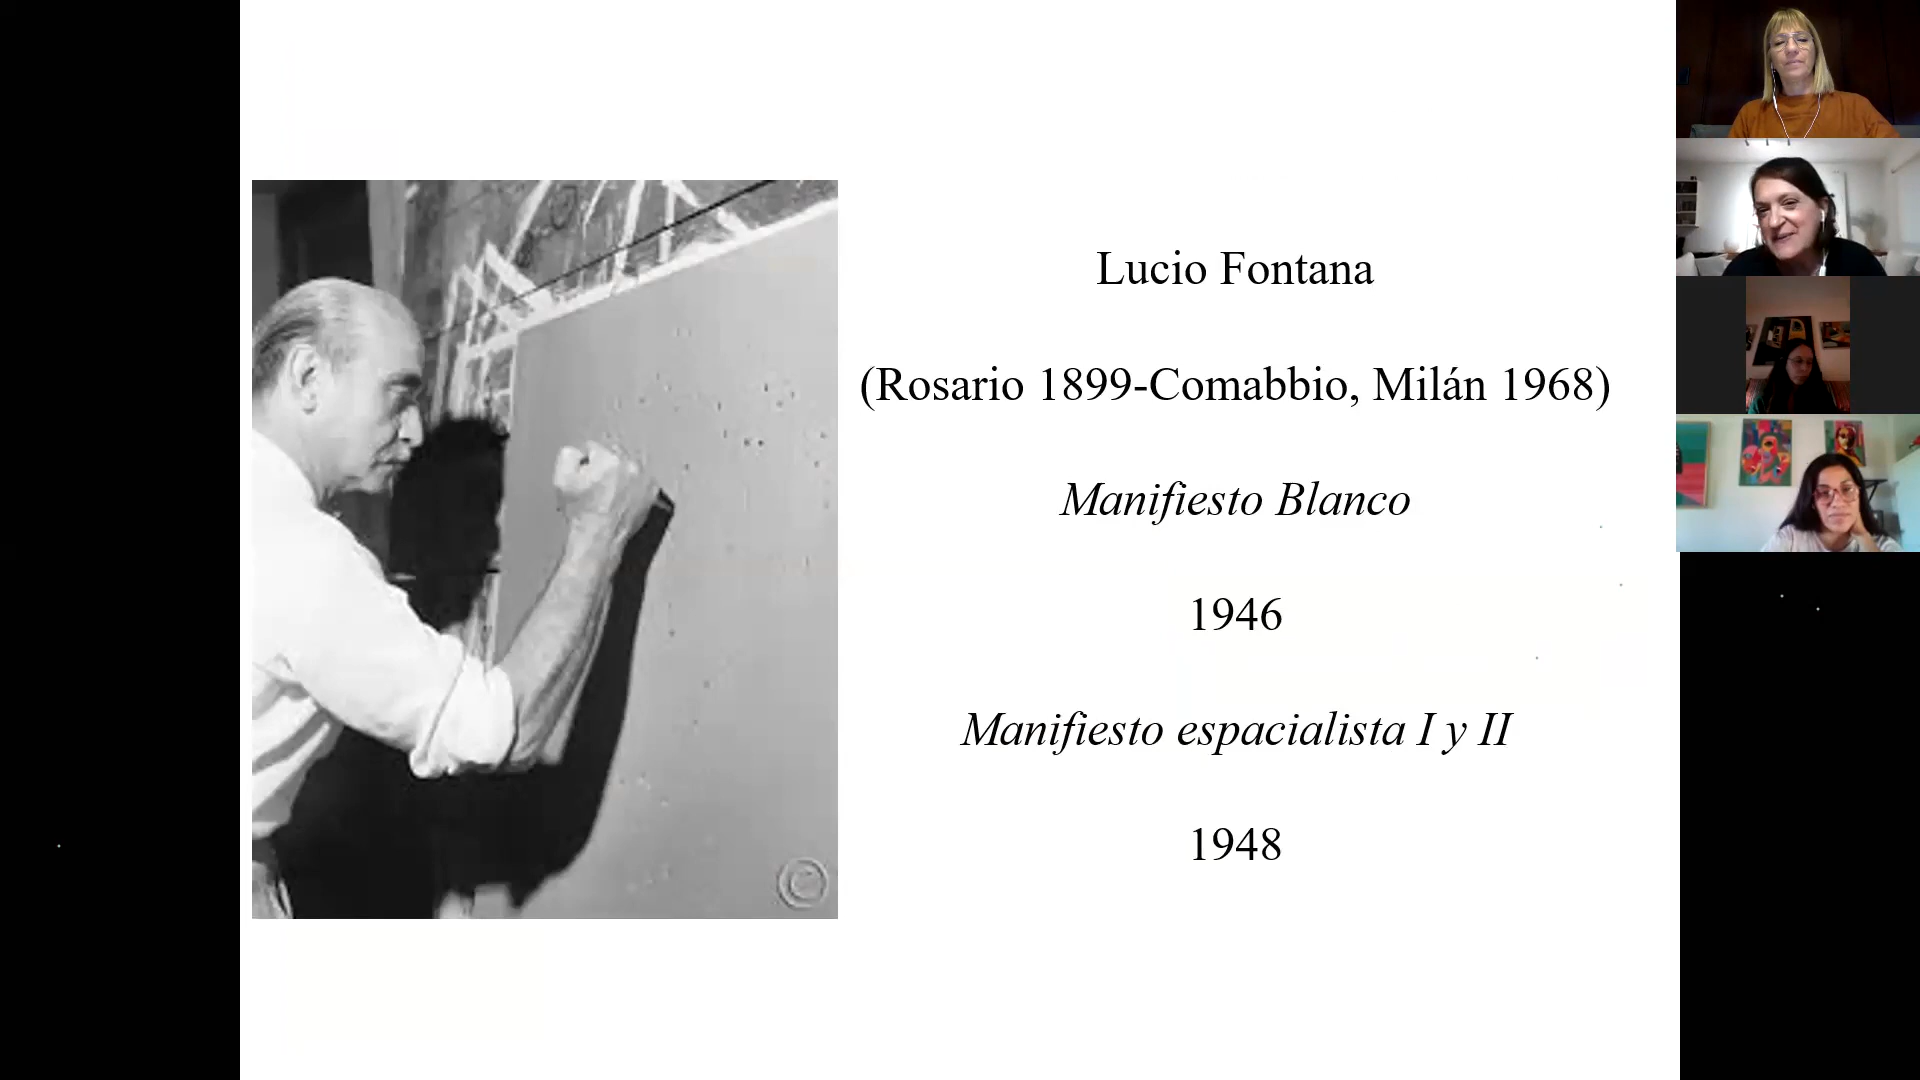 Lucio Fontana
(Rosario 1899-Comabbio, Milán 1968)
Manifiesto Blanco
1946
Manifiesto espacialista I y II
1948
©